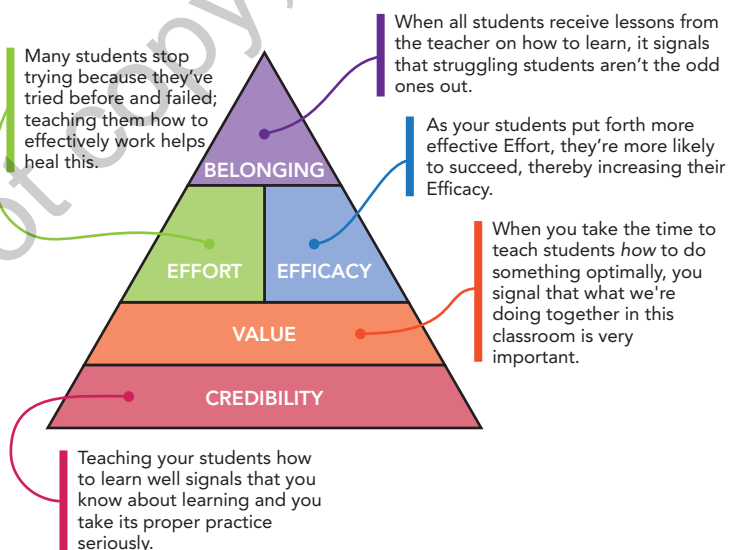 When all students receive lessons from
the teacher on how to learn, it signals
that struggling students aren't the odd
ones out.
Many students stop
trying because they've
tried before and failed;
teaching them how to
effectively work helps
heal this.
As your students put forth more
effective Effort, they're more likely
to succeed, thereby increasing their
Efficacy.
BELONGING
When you take the time to
teach students how to do
something optimally, you
signal that what we're
doing together in this
classroom is very
important.
EFFORT
EFFICACY
VALUE
CREDIBILITY
Teaching your students how
to learn well signals that you
know about learning and you
take its proper practice
seriously.
ot copy